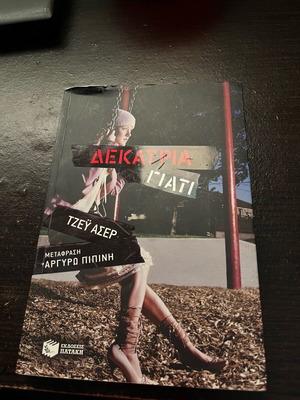 ΔΕΚΑΤΡΙΑ
ΓΙΑΤΙ
ΤΖΕΫ ΑΣΕΡ
ΜΕΤΑΦΡΑΣΗ
ΑΡΓΥΡΩ ΠΙΠΙΝΗ
ΕΚΔΟΣΕΙΣ
ΠΑΤΑΚΗ